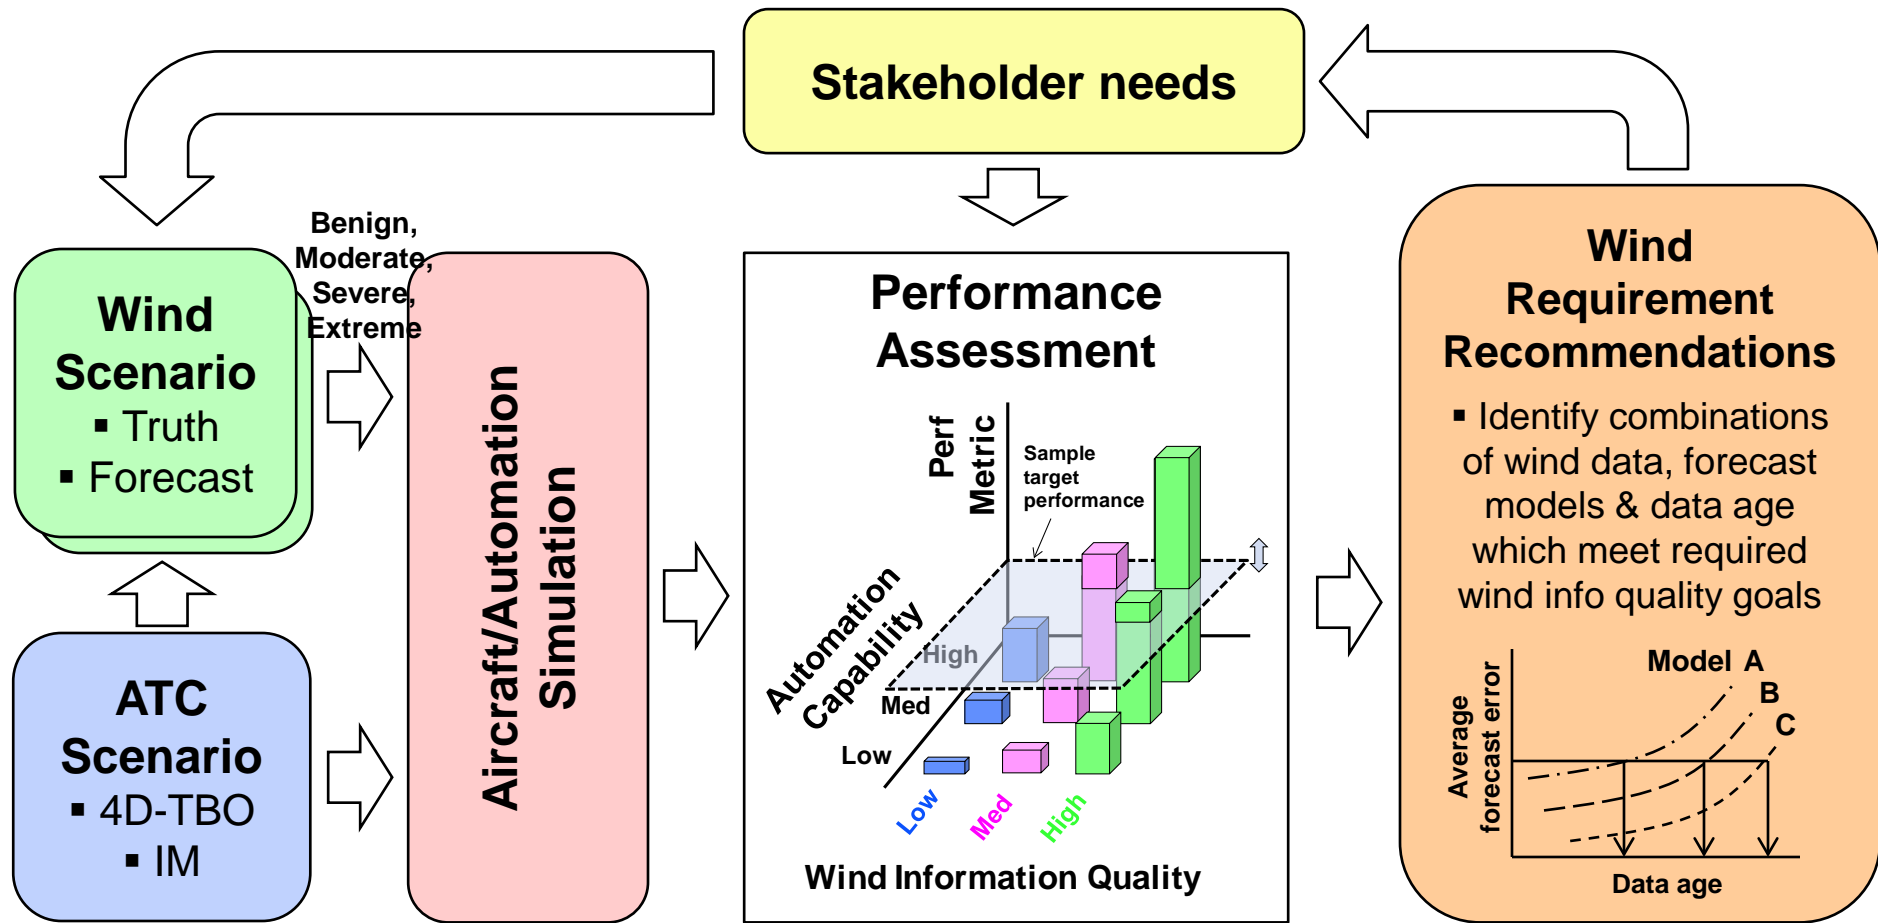 Stakeholder needs
Benign,
Moderate,
Severe,
Extreme
Wind
Scenario
▪ Truth
▪ Forecast
ATC
Scenario
▪ 4D-TBO
▪ IM
Aircraft/Automation
Simulation
Performance
Assessment
Perf
Metric
Sample
target
performance
Automation
Capability
High
Med
Low
Low
Med
High
Wind Information Quality
Wind
Requirement
Recommendations
▪ Identify combinations
of wind data, forecast
models & data age
which meet required
wind info quality goals
Model A
B
C
Average
forecast error
Data age